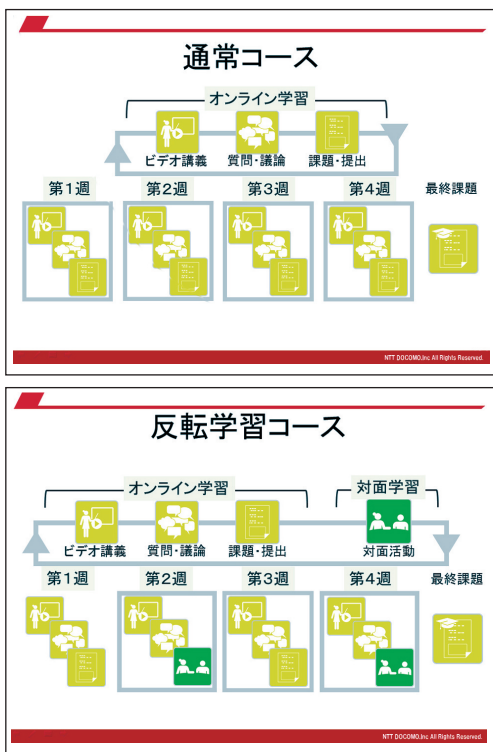 通常コース
オンライン学習
ビデオ講義 質問・議論 課題・提出
第1週 第2週 第3週 第4週 最終課題
NTT DOCOMO,Inc All Rights Reserved.
反転学習コース
オンライン学習 対面学習
ビデオ講義 質問・議論 課題・提出 対面活動
第1週 第2週 第3週 第4週 最終課題
NTT DOCOMO,Inc All Rights Reserved.